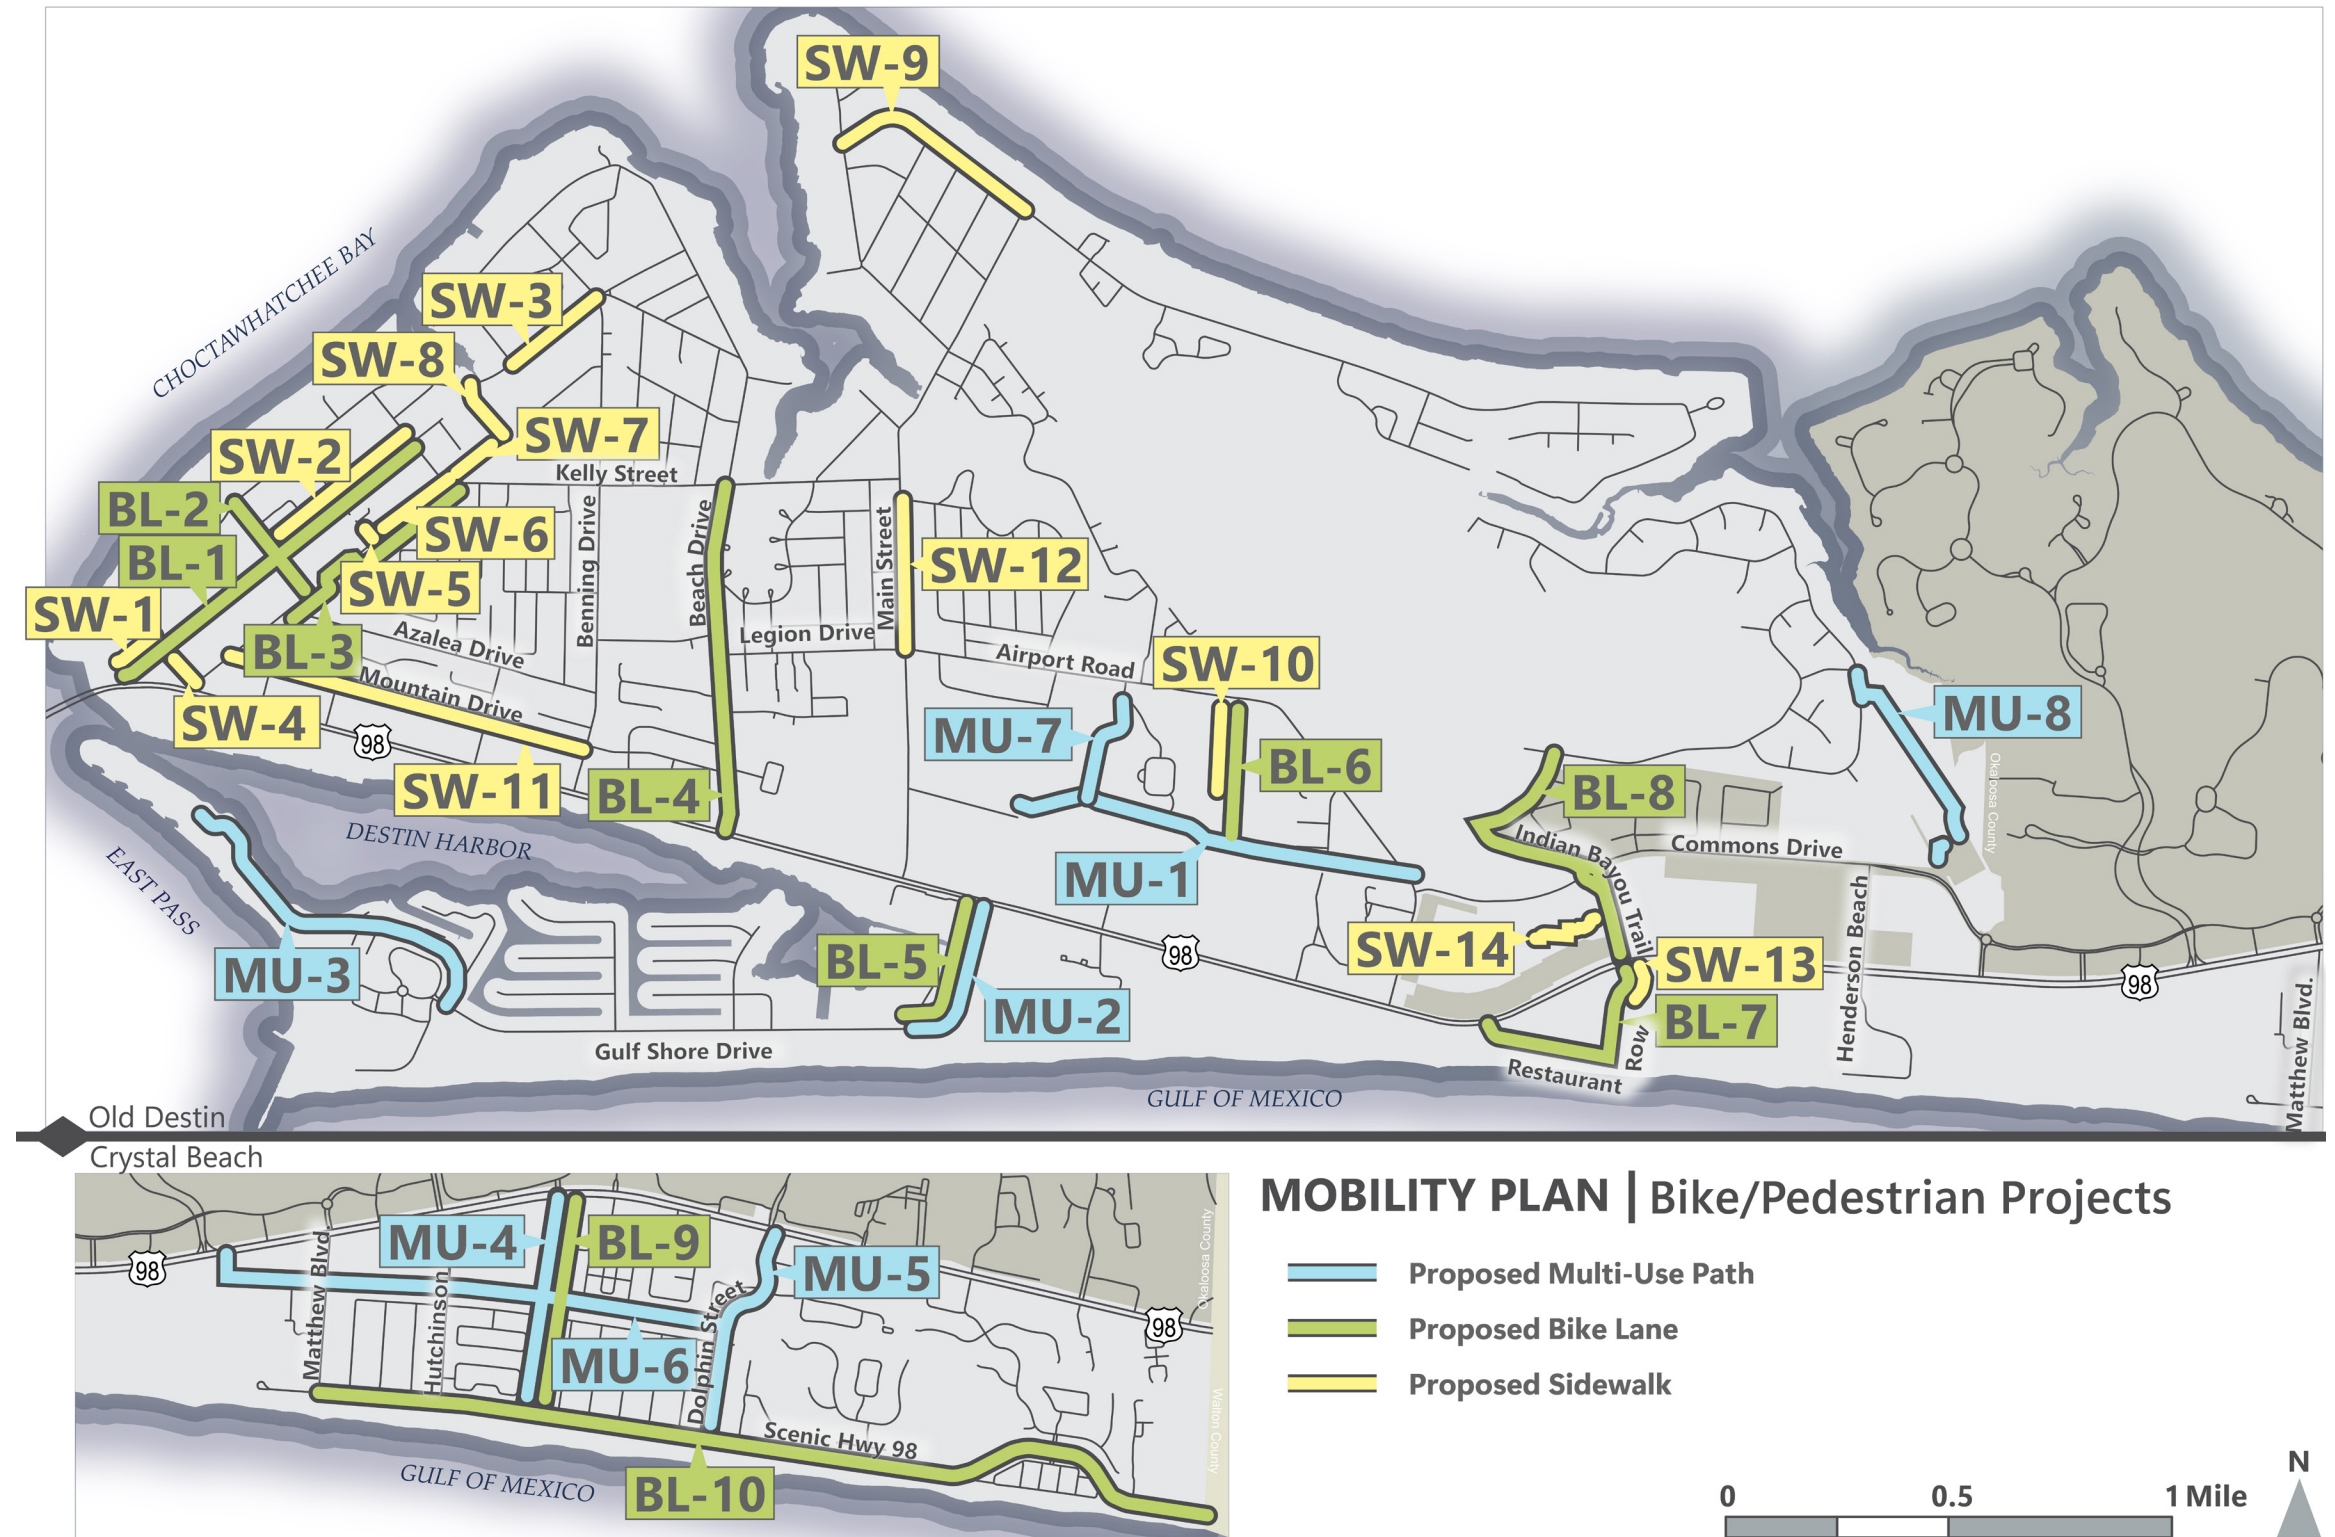 SW-9
CHOCTAWHATCHEE BAY
SW-3
SW-8
SW-7
SW-2
Kelly Street
BL-2
SW-6
BL-1
SW-5
SW-1
BL-3
Azalea Drive
Mountain Drive
Benning Drive
Beach Drive
Legion Drive
Main Street
SW-12
Airport Road
SW-10
SW-4
98
SW-11
BL-4
MU-7
BL-6
MU-8
Okaloosa County
BL-8
Indian Bayou Trail
Commons Drive
DESTIN HARBOR
EAST PASS
MU-1
MU-3
BL-5
MU-2
98
SW-14
SW-13
BL-7
Henderson Beach
98
Matthew Blvd.
Gulf Shore Drive
Restaurant Row
GULF OF MEXICO
Old Destin
Crystal Beach
MOBILITY PLAN | Bike/Pedestrian Projects
Proposed Multi-Use Path
Proposed Bike Lane
Proposed Sidewalk
98
Matthew Blvd.
Hutchinson
MU-4
BL-9
MU-5
MU-6
Dolphin Street
98
Okaloosa County
Walton County
Scenic Hwy 98
BL-10
GULF OF MEXICO
0 0.5 1 Mile
N